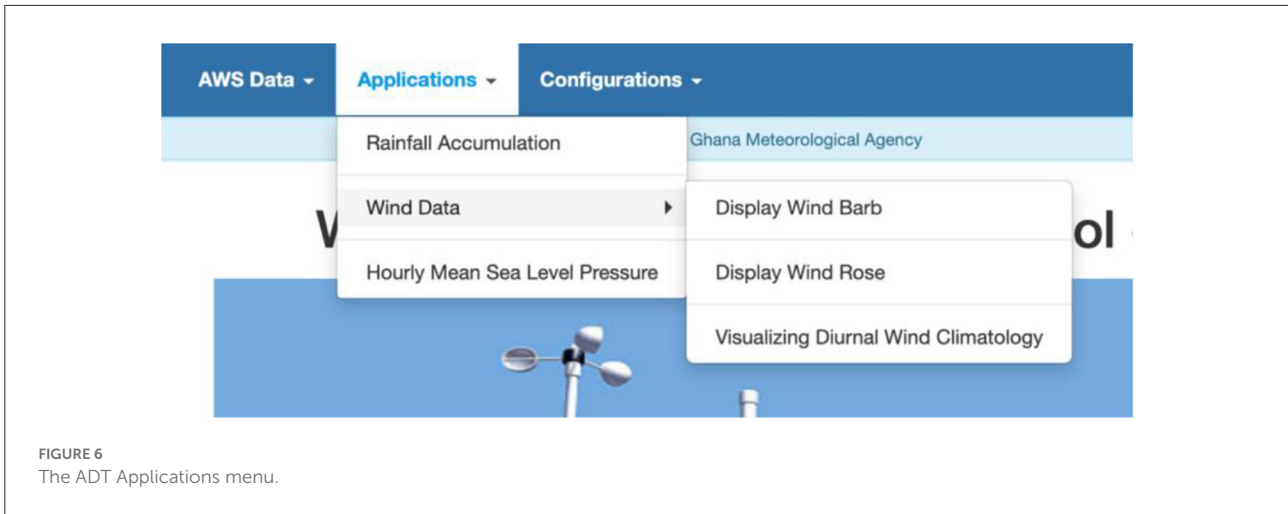 AWS Data Applications Configurations
Rainfall Accumulation
Ghana Meteorological Agency
Wind Data
Display Wind Barb
W
ol
Hourly Mean Sea Level Pressure
Display Wind Rose
Visualizing Diurnal Wind Climatology
FIGURE 6
The ADT Applications menu.